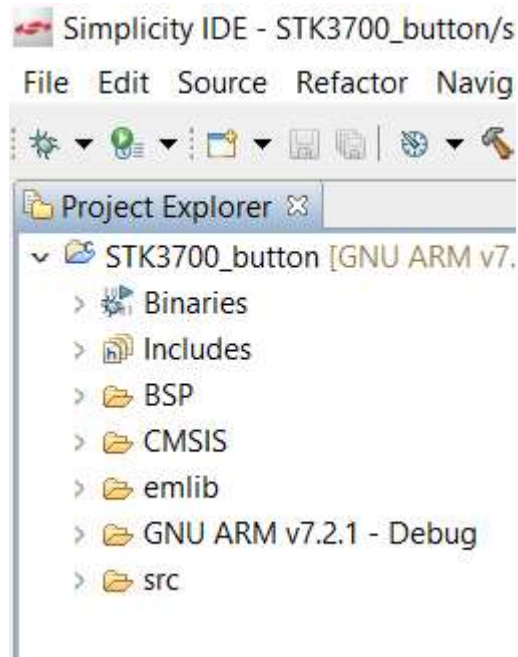 Simplicity IDE - STK3700_button/s
File Edit Source Refactor Navig
Project Explorer
STK3700_button [GNU ARM v7.
Binaries
Includes
BSP
CMSIS
emlib
GNU ARM v7.2.1 - Debug
src